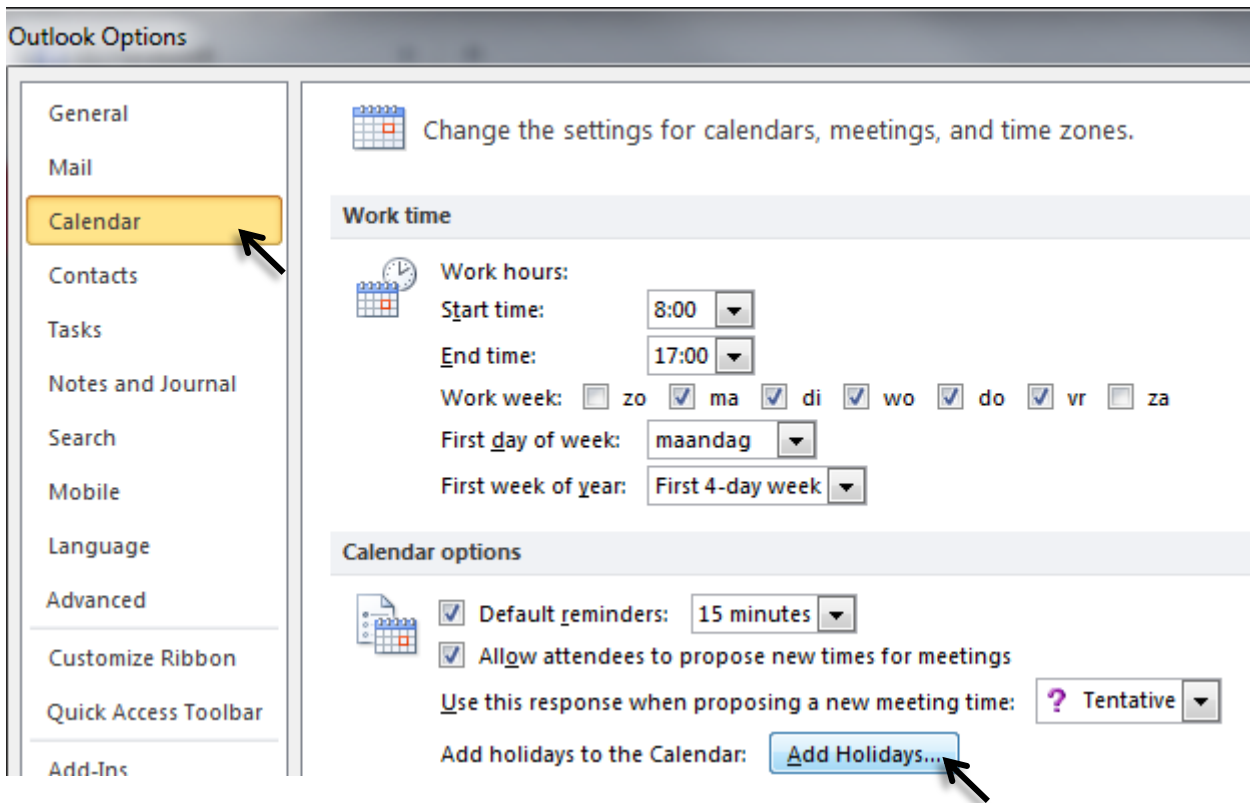 Outlook Options
General
Mail
Calendar
Contacts
Tasks
Notes and Journal
Search
Mobile
Language
Advanced
Customize Ribbon
Quick Access Toolbar
Add-Ins
Change the settings for calendars, meetings, and time zones.
Work time
Work hours:
Start time: 8:00
End time: 17:00
Work week: zo ma di wo do vr za
First day of week: maandag
First week of year: First 4-day week
Calendar options
Default reminders: 15 minutes
Allow attendees to propose new times for meetings
Use this response when proposing a new meeting time: ? Tentative
Add holidays to the Calendar: Add Holidays...